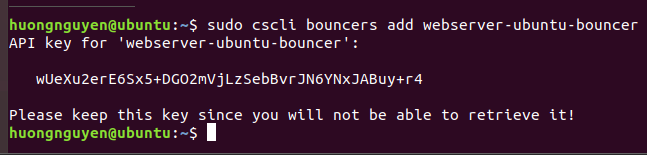 huongnguyen@ubuntu:~$ sudo cscli bouncers add webserver-ubuntu-bouncer
API key for 'webserver-ubuntu-bouncer':
wUeXu2erE6Sx5+DGO2mVjLzSebBvrJN6YNxJABuy+r4
Please keep this key since you will not be able to retrieve it!
huongnguyen@ubuntu:~$